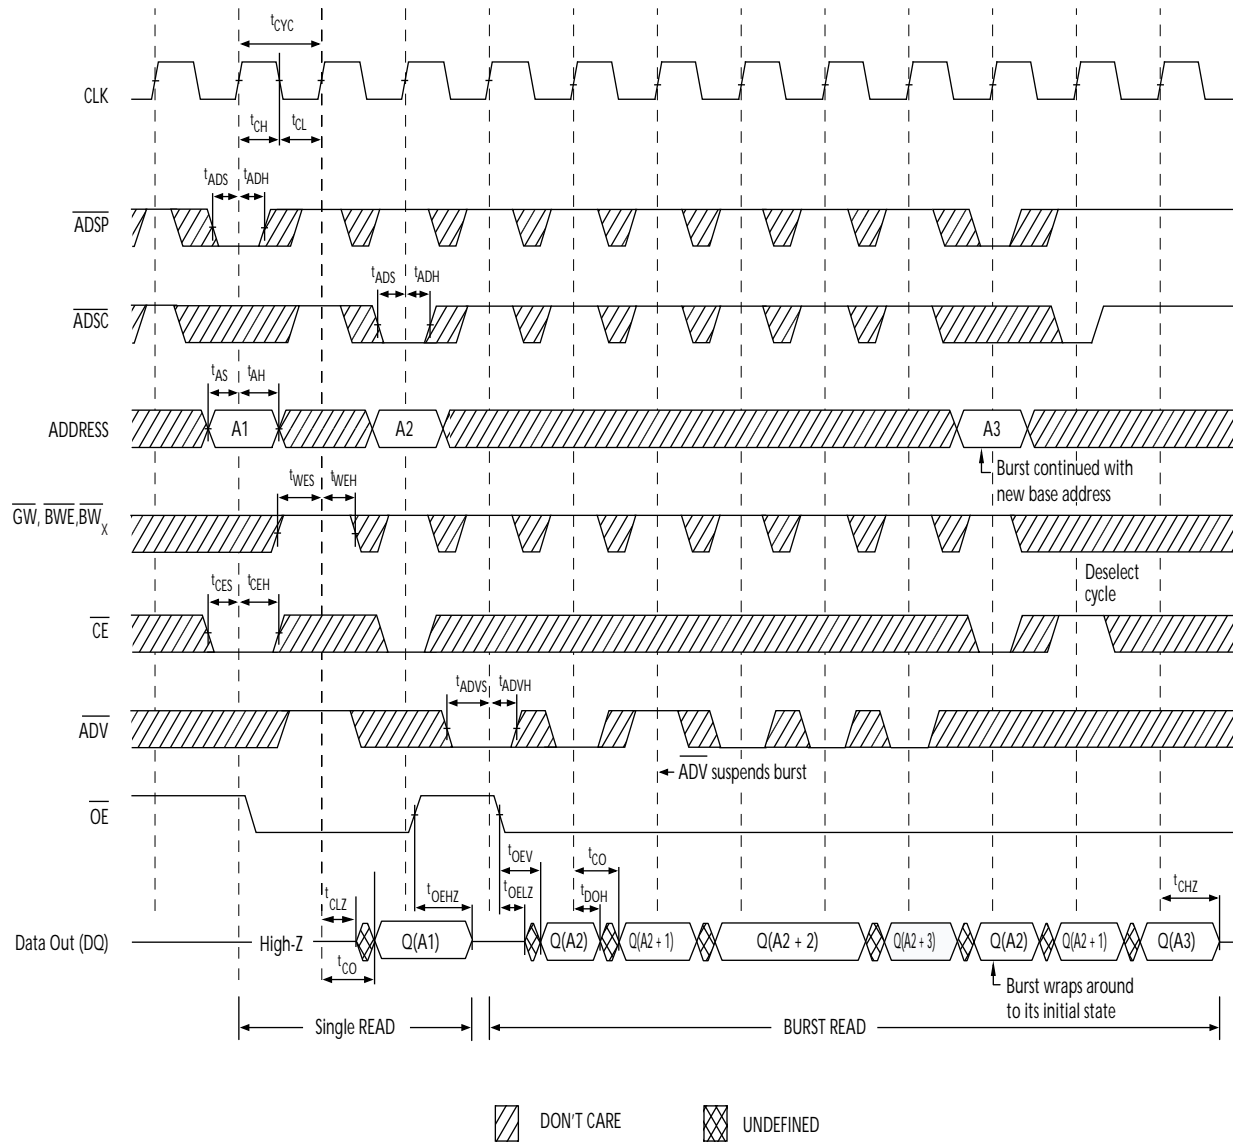 tCYC
CLK
tCH tCL
tADS tADH
ADSP
tADS tADH
ADSC
tAS tAH
ADDRESS A1 A2 A3
Burst continued with
new base address
tWES tWEH
GW, BWE,BWX
Deselect
cycle
tCES tCEH
CE
tADVS tADVH
ADV
ADV suspends burst
OE
tOEV tCO
tCLZ tOEHZ tOELZ tDOH tCHZ
Data Out (DQ) High-Z Q(A1) Q(A2) Q(A2 + 1) Q(A2 + 2) Q(A2 + 3) Q(A2) Q(A2 + 1) Q(A3)
tCO
Burst wraps around
to its initial state
Single READ BURST READ
DON'T CARE UNDEFINED